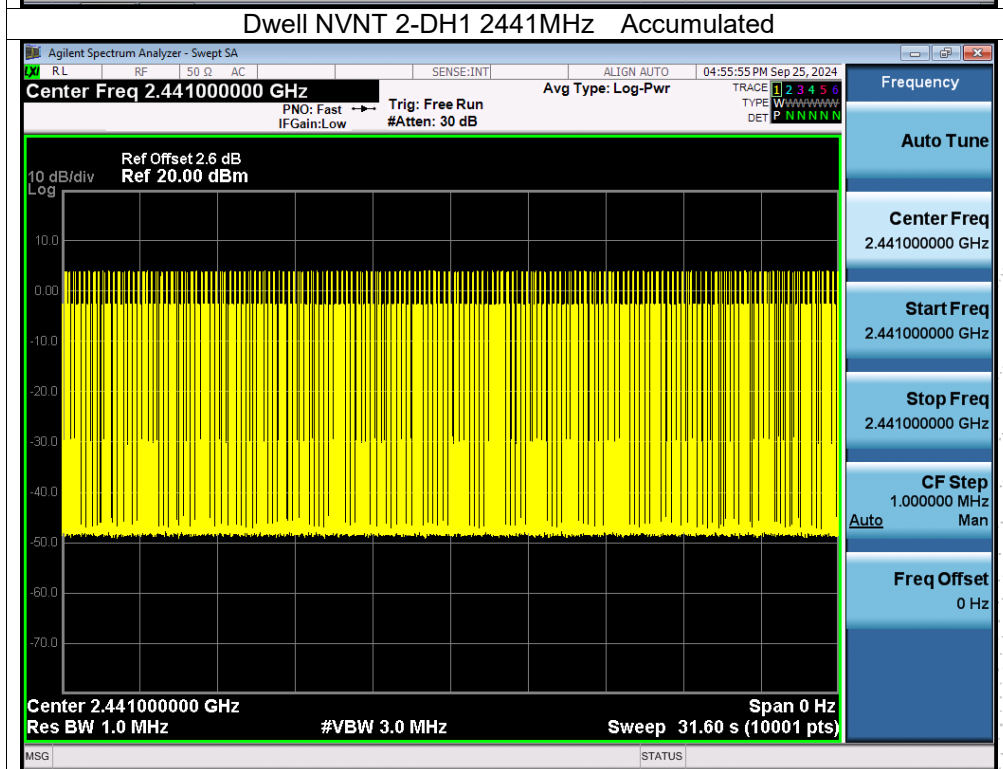 Dwell NVNT 2-DH1 2441MHz Accumulated
Agilent Spectrum Analyzer - Swept SA
LXI RL RF 50 Ω AC SENSE:INT ALIGN AUTO 04:55:55 PM Sep 25, 2024
Center Freq 2.441000000 GHz
PNO: Fast
IFGain:Low
Trig: Free Run
#Atten: 30 dB
Avg Type: Log-Pwr
TRACE 1 2 3 4 5 6
TYPE WWWWWW
DET P N N N N N
Ref Offset 2.6 dB
10 dB/div Ref 20.00 dBm
Log
10.0
0.00
-10.0
-20.0
-30.0
-40.0
-50.0
-60.0
-70.0
Center 2.441000000 GHz Span 0 Hz
Res BW 1.0 MHz #VBW 3.0 MHz Sweep 31.60 s (10001 pts)
MSG STATUS
Frequency
Auto Tune
Center Freq
2.441000000 GHz
Start Freq
2.441000000 GHz
Stop Freq
2.441000000 GHz
CF Step
1.000000 MHz
Auto Man
Freq Offset
0 Hz